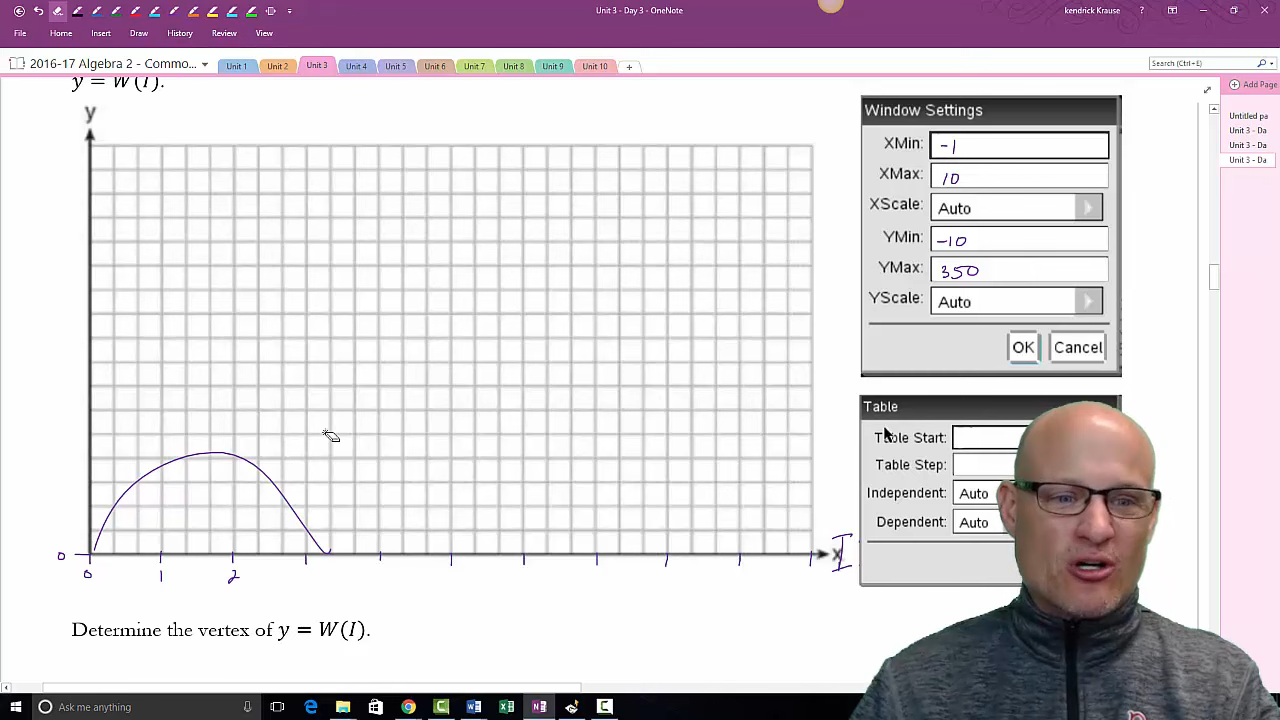 Unit 3 - Day 3 - OneNote
kendrick Krause
?
File
Home
Insert
Draw
History
Review
View
2016-17 Algebra 2 - Commo...
Unit 1
Unit 2
Unit 3
Unit 4
Unit 5
Unit 6
Unit 7
Unit 8
Unit 9
Unit 10
+
Search (Ctrl+E)
Add Page
Untitled pa
Unit 3 - Da
Unit 3 - Da
Unit 3 - Da
y = W(I).
y
Window Settings
XMin: -1
XMax: 10
XScale: Auto
YMin: -10
YMax: 350
YScale: Auto
OK
Cancel
Table
Table Start:
Table Step:
Independent: Auto
Dependent: Auto
0
x
I
0
1
2
Determine the vertex of y = W(I).
Ask me anything